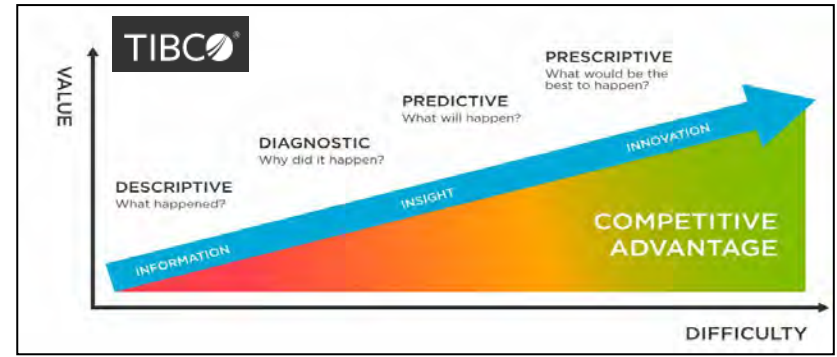 TIBCO®
VALUE
PRESCRIPTIVE
What would be the
best to happen?
PREDICTIVE
What will happen?
DIAGNOSTIC
Why did it happen?
DESCRIPTIVE
What happened?
INFORMATION
INSIGHT
INNOVATION
COMPETITIVE
ADVANTAGE
DIFFICULTY